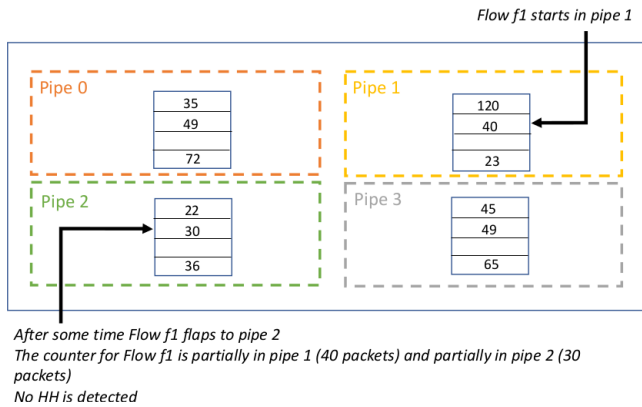 Flow f1 starts in pipe 1
Pipe 0
35
49
72
Pipe 1
120
40
23
Pipe 2
22
30
36
Pipe 3
45
49
65
After some time Flow f1 flaps to pipe 2
The counter for Flow f1 is partially in pipe 1 (40 packets) and partially in pipe 2 (30
packets)
No HH is detected